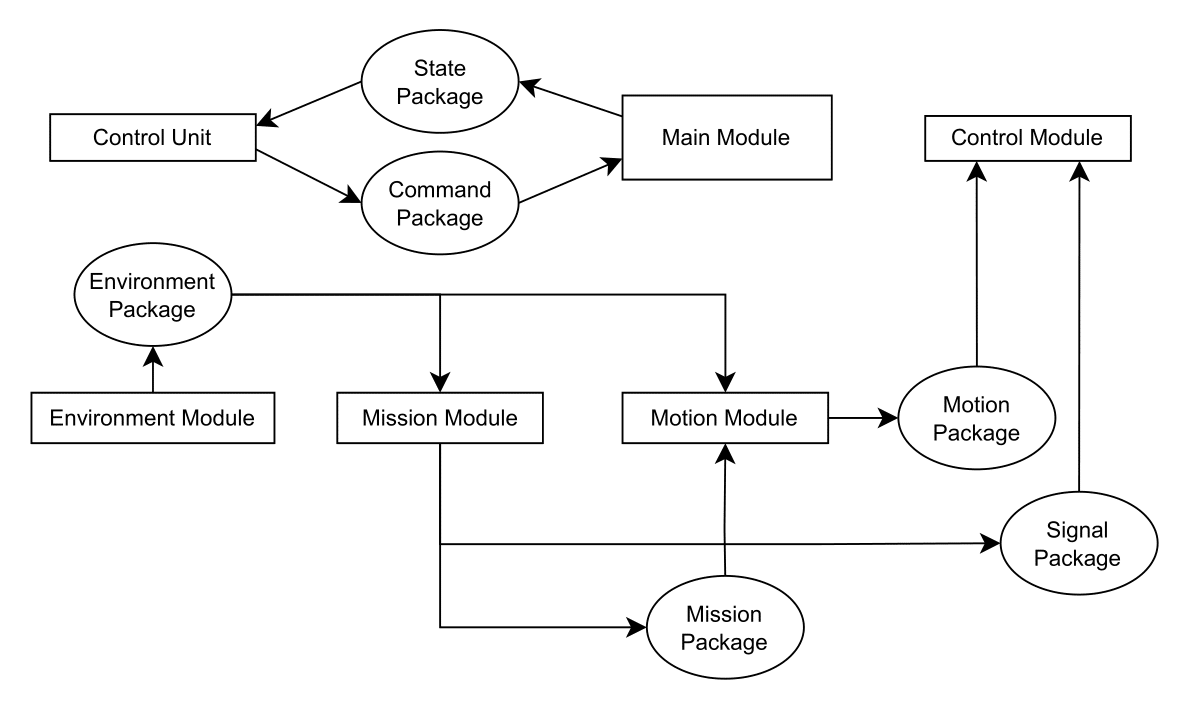 State
Package
Control Unit
Main Module
Control Module
Command
Package
Environment
Package
Environment Module
Mission Module
Motion Module
Motion
Package
Signal
Package
Mission
Package